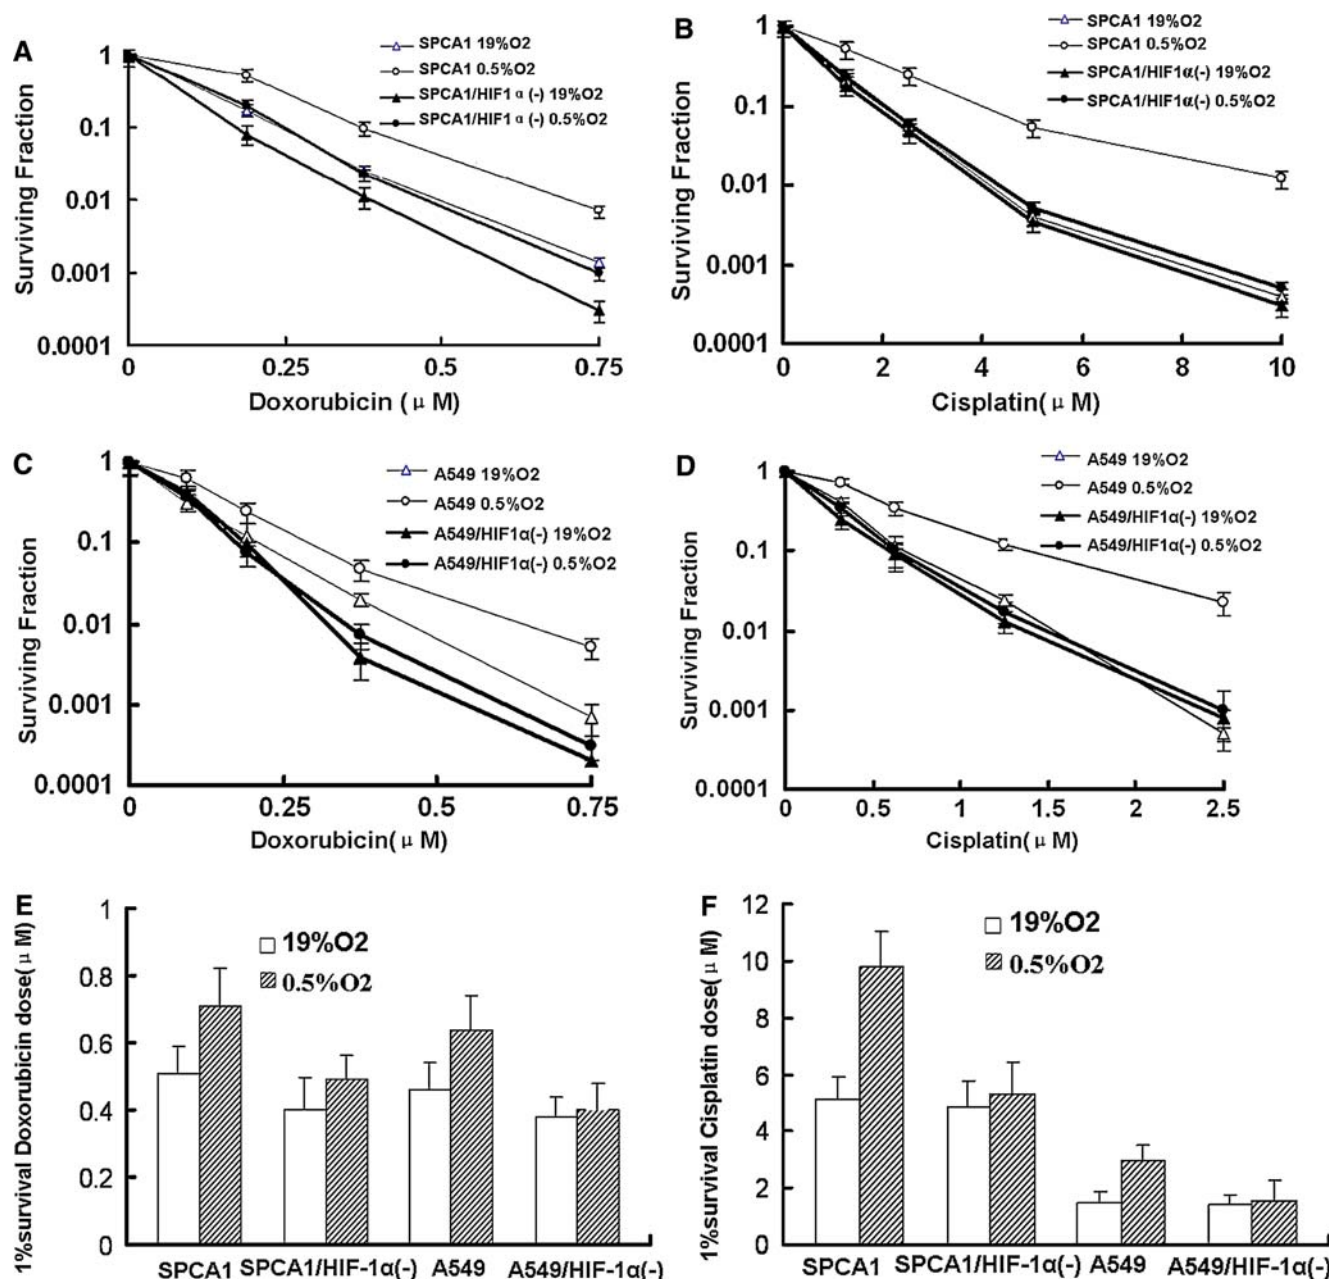 A
1
0.1
0.01
0.001
0.0001
Surviving Fraction
0
0.25
0.5
0.75
Doxorubicin ( μ M)
SPCA1 19%O2
SPCA1 0.5%O2
SPCA1/HIF1 α (-) 19%O2
SPCA1/HIF1 α (-) 0.5%O2
B
1
0.1
0.01
0.001
0.0001
Surviving Fraction
0
2
4
6
8
10
Cisplatin( μ M)
SPCA1 19%O2
SPCA1 0.5%O2
SPCA1/HIF1α(-) 19%O2
SPCA1/HIF1α(-) 0.5%O2
C
1
0.1
0.01
0.001
0.0001
Surviving Fraction
0
0.25
0.5
0.75
Doxorubicin( μ M)
A549 19%O2
A549 0.5%O2
A549/HIF1α(-) 19%O2
A549/HIF1α(-) 0.5%O2
D
1
0.1
0.01
0.001
0.0001
Surviving Fraction
0
0.5
1
1.5
2
2.5
Cisplatin( μ M)
A549 19%O2
A549 0.5%O2
A549/HIF1α(-) 19%O2
A549/HIF1α(-) 0.5%O2
E
1
0.8
0.6
0.4
0.2
0
1%survival Doxorubicin dose( μ M)
19%O2
0.5%O2
SPCA1
SPCA1/HIF-1α(-)
A549
A549/HIF-1α(-)
F
12
10
8
6
4
2
0
1%survival Cisplatin dose( μ M)
19%O2
0.5%O2
SPCA1
SPCA1/HIF-1α(-)
A549
A549/HIF-1α(-)